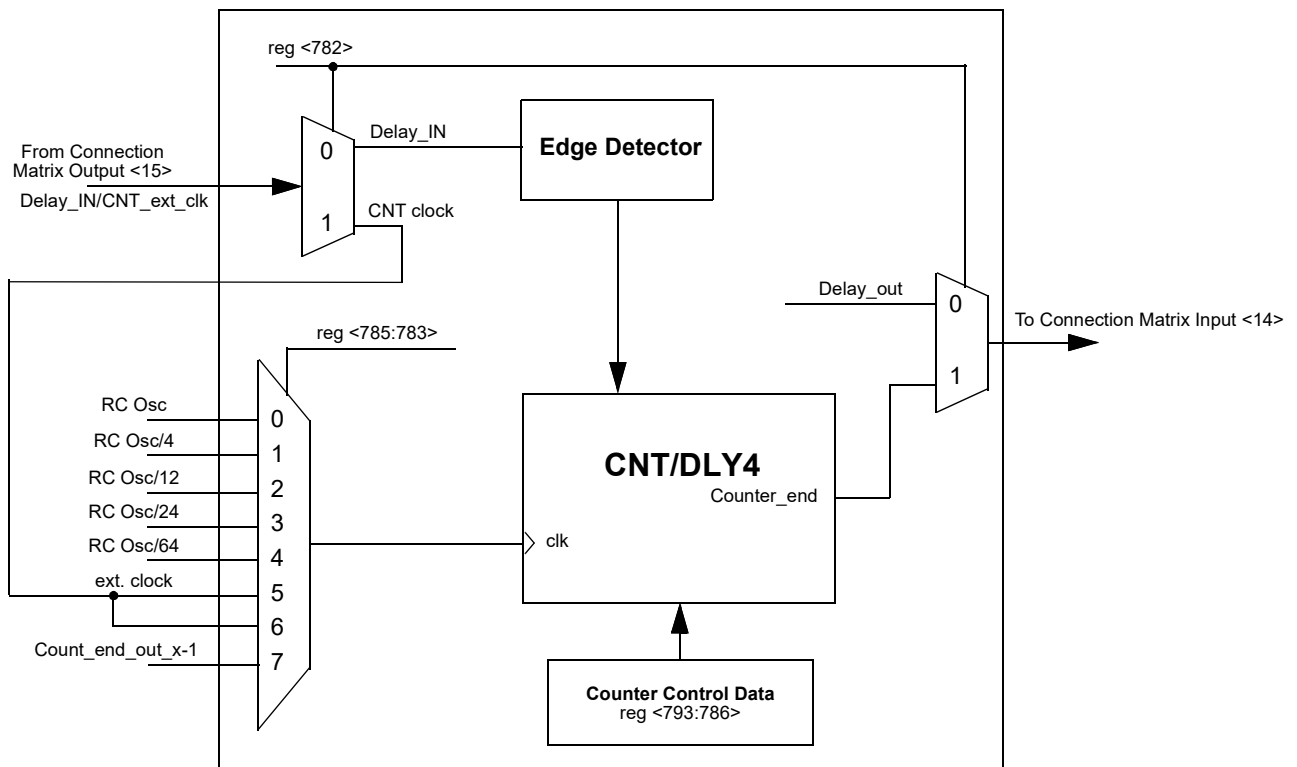 reg <782>
From Connection
Matrix Output <15>
Delay_IN/CNT_ext_clk
0
1
Delay_IN
CNT clock
Edge Detector
Delay_out
0
1
To Connection Matrix Input <14>
reg <785:783>
RC Osc
RC Osc/4
RC Osc/12
RC Osc/24
RC Osc/64
ext. clock
Count_end_out_x-1
0
1
2
3
4
5
6
7
CNT/DLY4
Counter_end
clk
Counter Control Data
reg <793:786>